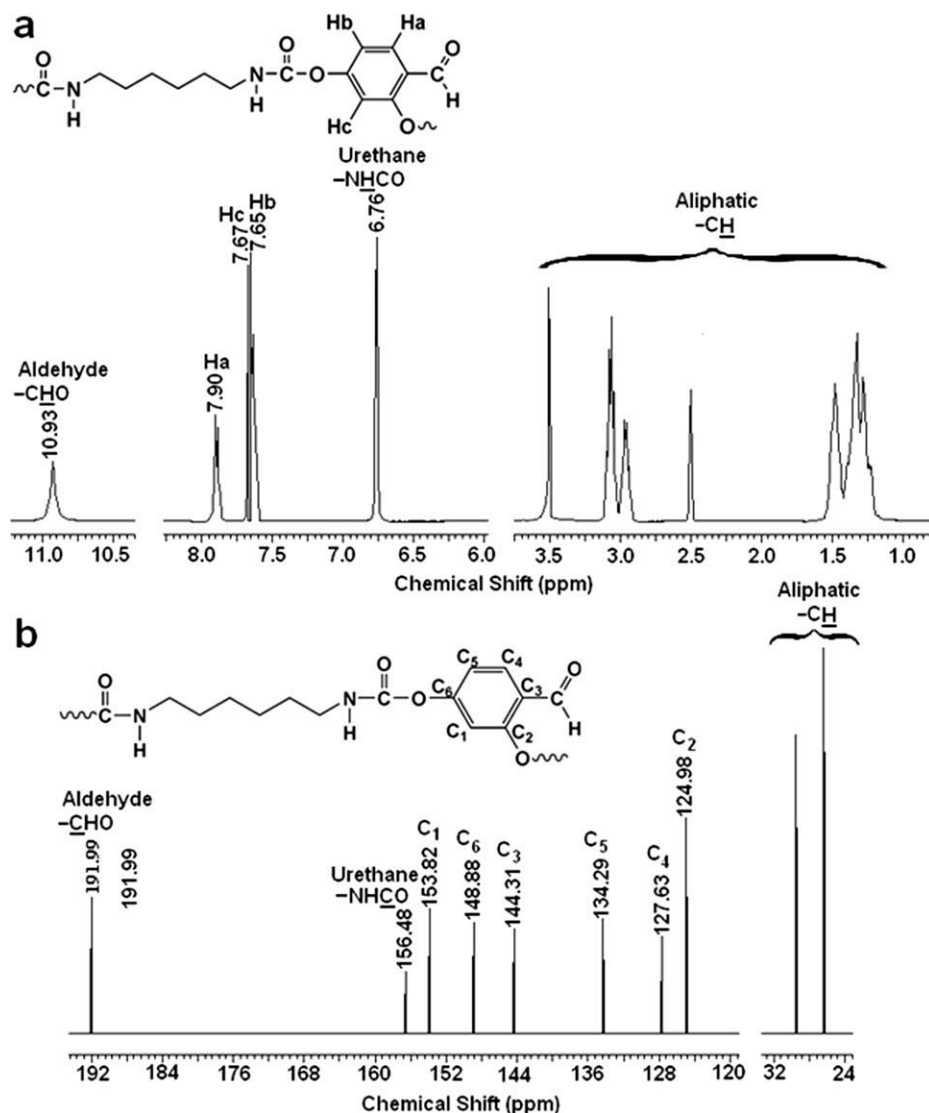 a
Hb Ha
O O O
C N N C O H
H H
Hc O
Urethane
–NHCO
6.76
Hc Hb
7.67 7.65
Aliphatic
–CH
Aldehyde
–CHO
10.93
Ha
7.90
11.0 10.5 8.0 7.5 7.0 6.5 6.0 3.5 3.0 2.5 2.0 1.5 1.0
Chemical Shift (ppm)
b
Aliphatic
–CH
O O C5 C4 O
C N N C O C6 C3 H
H H C1 C2
O
Aldehyde
–CHO
191.99 191.99
Urethane
–NHCO
156.48
C1
153.82
C6
148.88
C3
144.31
C5
134.29
C4
127.63
C2
124.98
192 184 176 168 160 152 144 136 128 120 32 24
Chemical Shift (ppm)